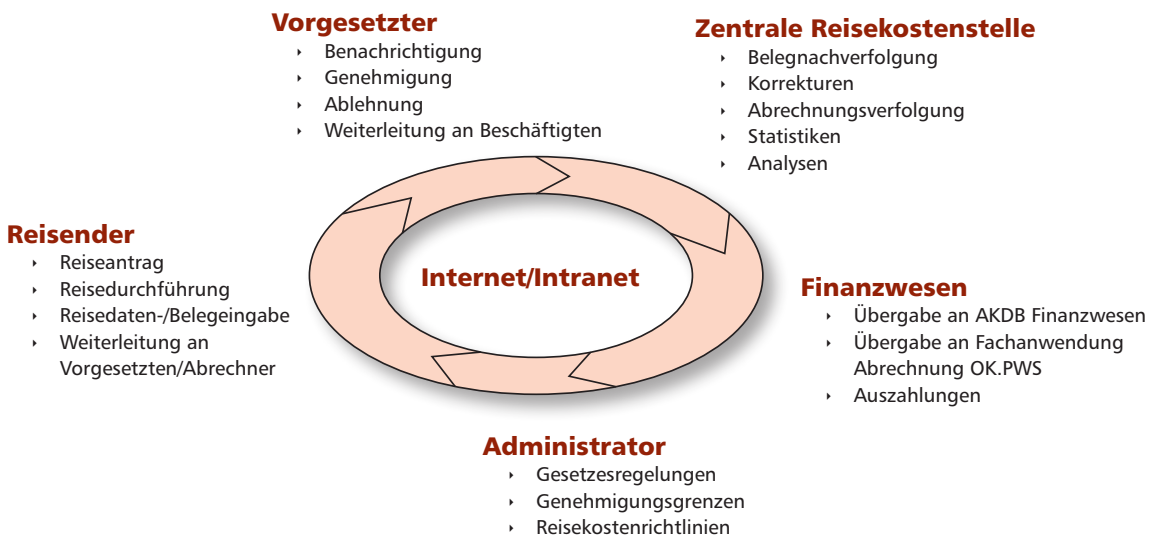 Vorgesetzter
‣ Benachrichtigung
‣ Genehmigung
‣ Ablehnung
‣ Weiterleitung an Beschäftigten
Zentrale Reisekostenstelle
‣ Belegnachverfolgung
‣ Korrekturen
‣ Abrechnungsverfolgung
‣ Statistiken
‣ Analysen
Reisender
‣ Reiseantrag
‣ Reisedurchführung
‣ Reisedaten-/Belegeingabe
‣ Weiterleitung an
Vorgesetzten/Abrechner
Internet/Intranet
Finanzwesen
‣ Übergabe an AKDB Finanzwesen
‣ Übergabe an Fachanwendung
Abrechnung OK.PWS
‣ Auszahlungen
Administrator
‣ Gesetzesregelungen
‣ Genehmigungsgrenzen
‣ Reisekostenrichtlinien